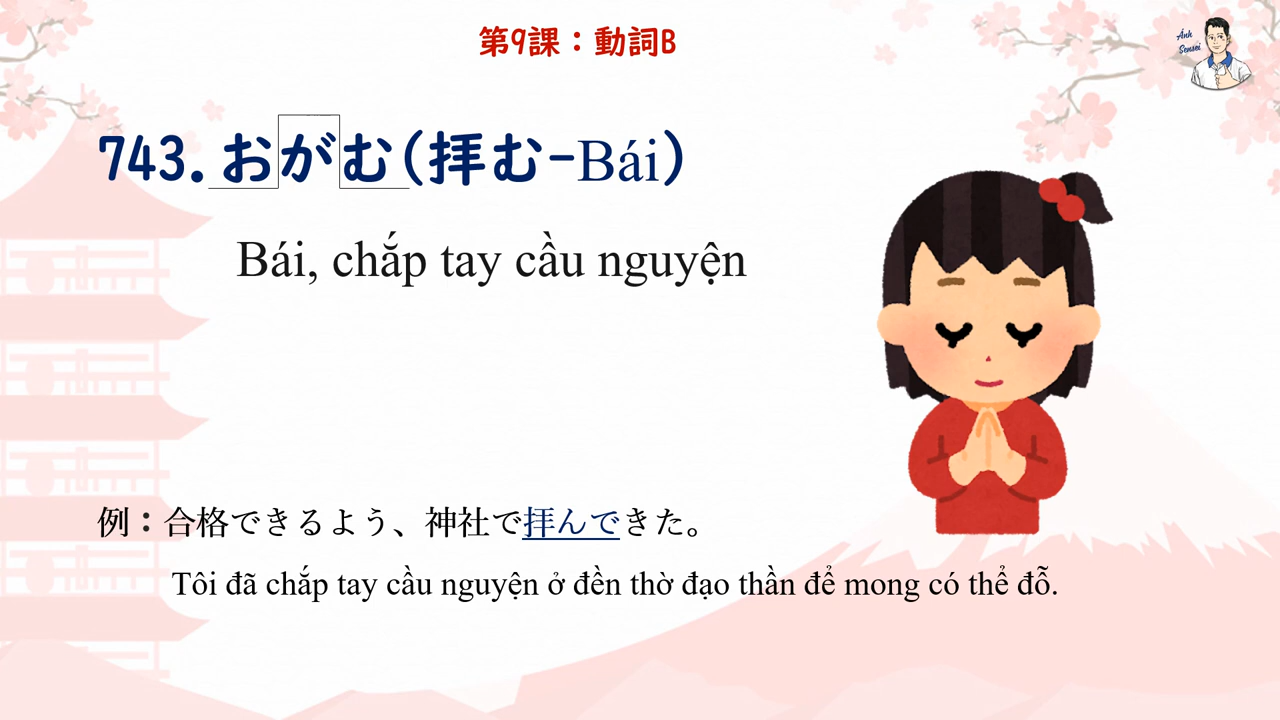 第9課：動詞B
Ánh
Sensei
743.おがむ(拝む-Bái)
Bái, chắp tay cầu nguyện
例：合格できるよう、神社で拝んできた。
Tôi đã chắp tay cầu nguyện ở đền thờ đạo thần để mong có thể đỗ.